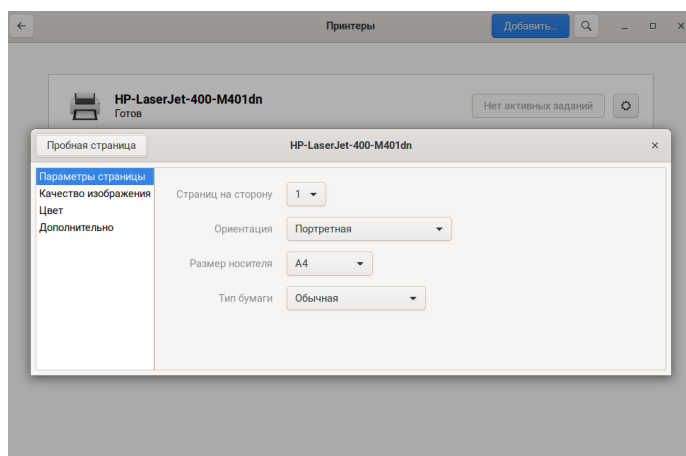 Принтеры
Добавить...
HP-LaserJet-400-M401dn
Готов
Нет активных заданий
Пробная страница
HP-LaserJet-400-M401dn
Параметры страницы
Качество изображения
Цвет
Дополнительно
Страниц на сторону
1
Ориентация
Портретная
Размер носителя
A4
Тип бумаги
Обычная